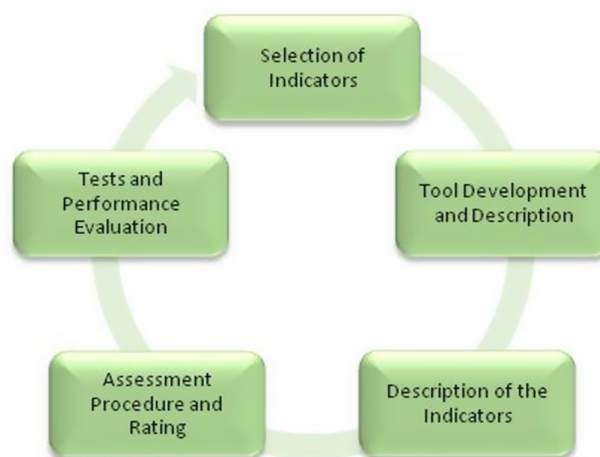 Selection of
Indicators
Tool Development
and Description
Description of the
Indicators
Assessment
Procedure and
Rating
Tests and
Performance
Evaluation